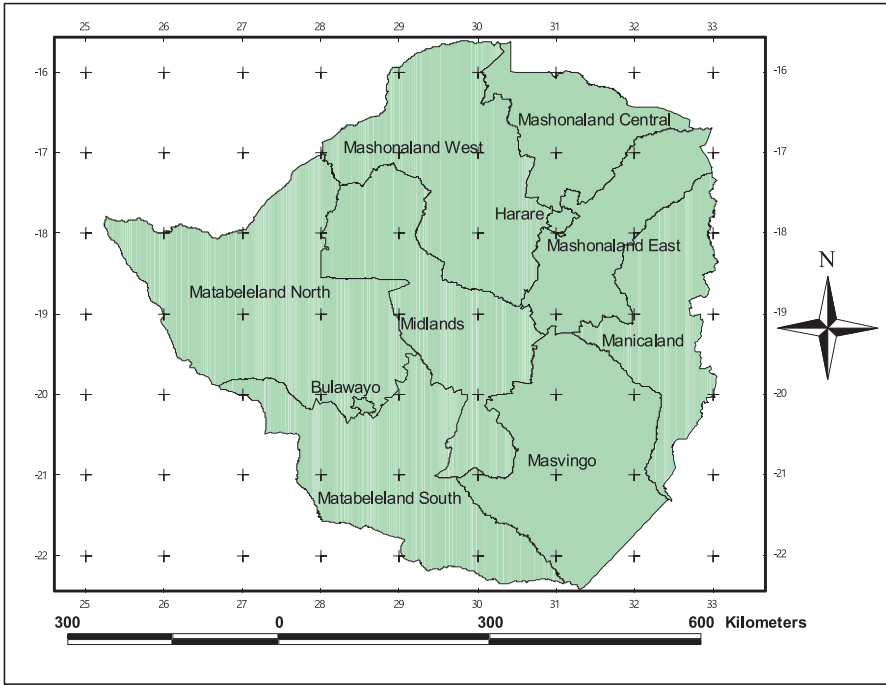 25 26 27 28 29 30 31 32 33
-16 -16
Mashonaland Central
Mashonaland West
-17 -17
Harare
-18 -18
Mashonaland East
N
Matabeleland North
-19 -19
Midlands
Manicaland
Bulawayo
-20 -20
Masvingo
-21 -21
Matabeleland South
-22 -22
25 26 27 28 29 30 31 32 33
300 0 300 600 Kilometers